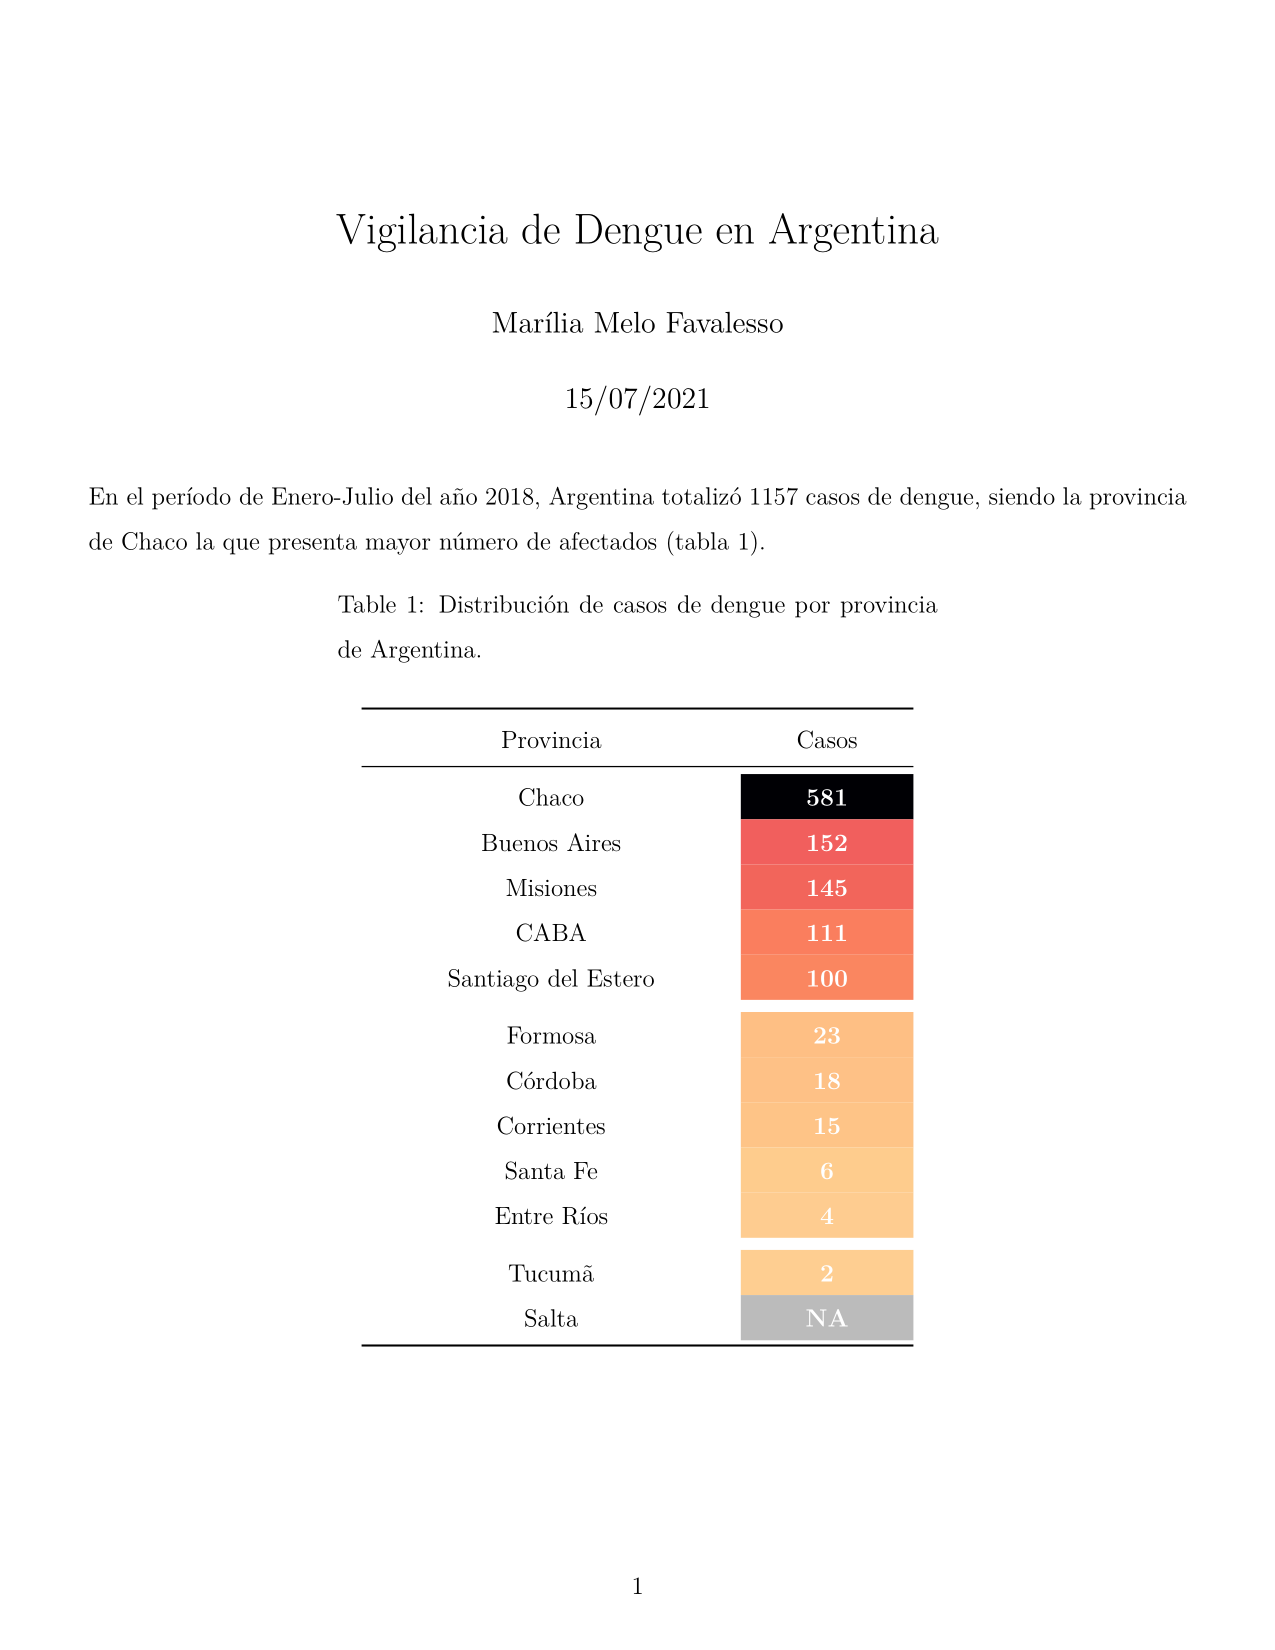 Vigilancia de Dengue en Argentina
Marília Melo Favalesso
15/07/2021
En el período de Enero-Julio del año 2018, Argentina totalizó 1157 casos de dengue, siendo la provincia
de Chaco la que presenta mayor número de afectados (tabla 1).
Table 1: Distribución de casos de dengue por provincia
de Argentina.
Provincia Casos
Chaco 581
Buenos Aires 152
Misiones 145
CABA 111
Santiago del Estero 100
Formosa 23
Córdoba 18
Corrientes 15
Santa Fe 6
Entre Ríos 4
Tucumã 2
Salta NA
1